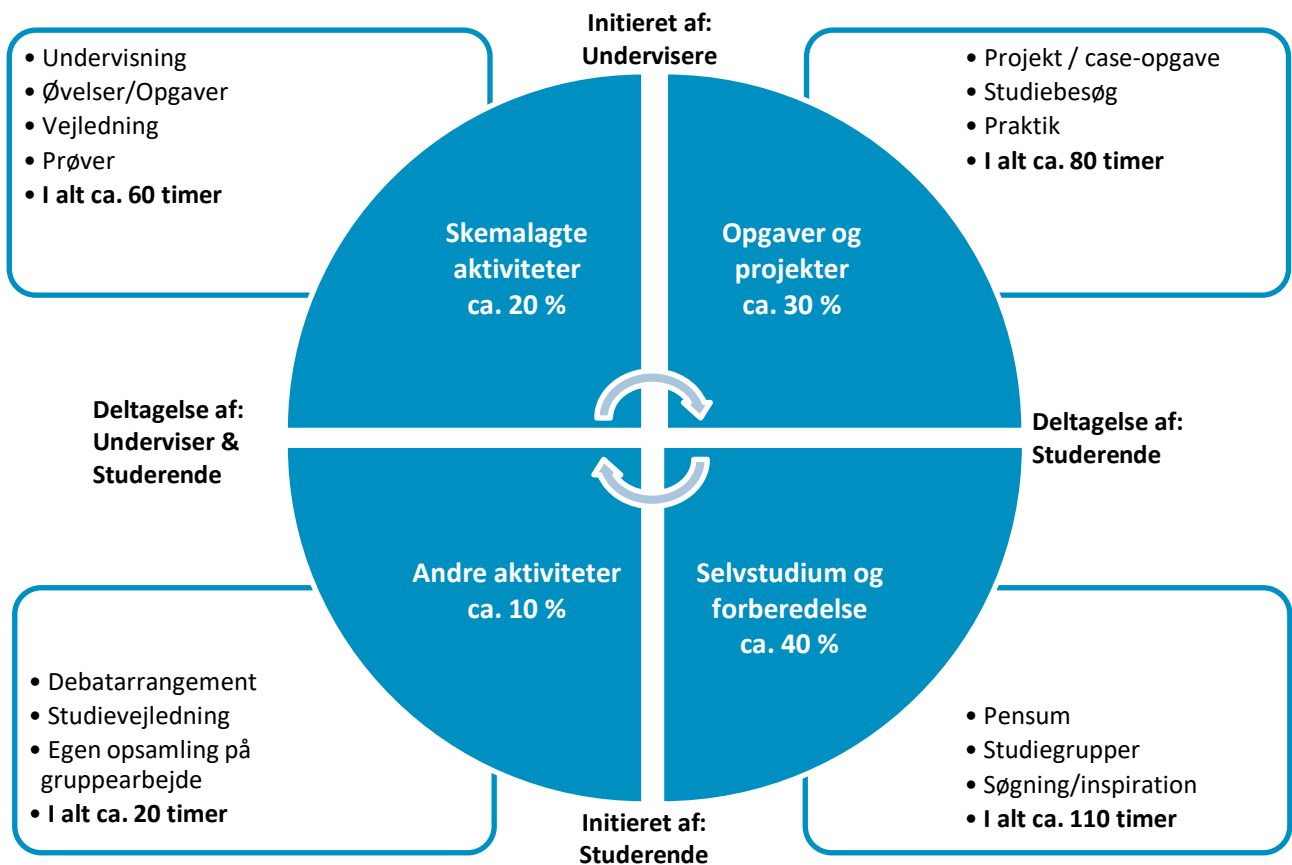 Initieret af:
Undervisere
• Undervisning
• Øvelser/Opgaver
• Vejledning
• Prøver
• I alt ca. 60 timer
• Projekt / case-opgave
• Studiebesøg
• Praktik
• I alt ca. 80 timer
Skemalagte
aktiviteter
ca. 20 %
Opgaver og
projekter
ca. 30 %
Deltagelse af:
Underviser &
Studerende
Deltagelse af:
Studerende
Andre aktiviteter
ca. 10 %
Selvstudium og
forberedelse
ca. 40 %
• Debatarrangement
• Studievejledning
• Egen opsamling på
gruppearbejde
• I alt ca. 20 timer
• Pensum
• Studiegrupper
• Søgning/inspiration
• I alt ca. 110 timer
Initieret af:
Studerende